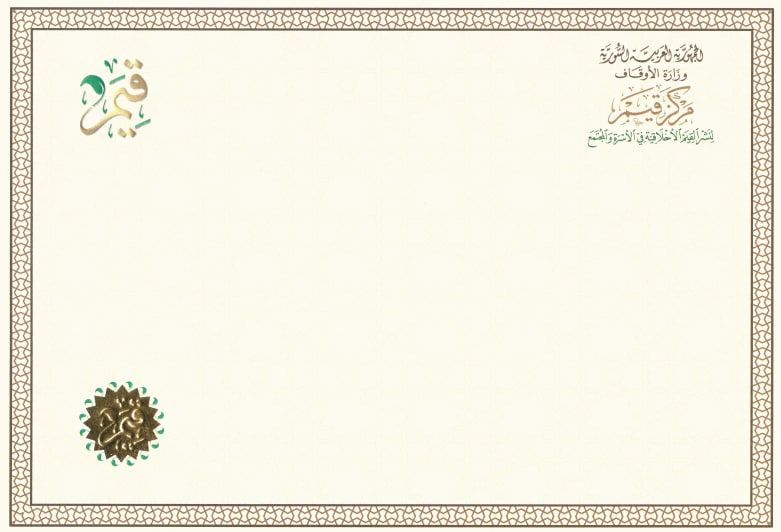 الجمهورية العربية السورية
وزارة الأوقاف
مركز قيم
لنشر القيم الأخلاقية في الأسرة والمجتمع
قيم
قيم